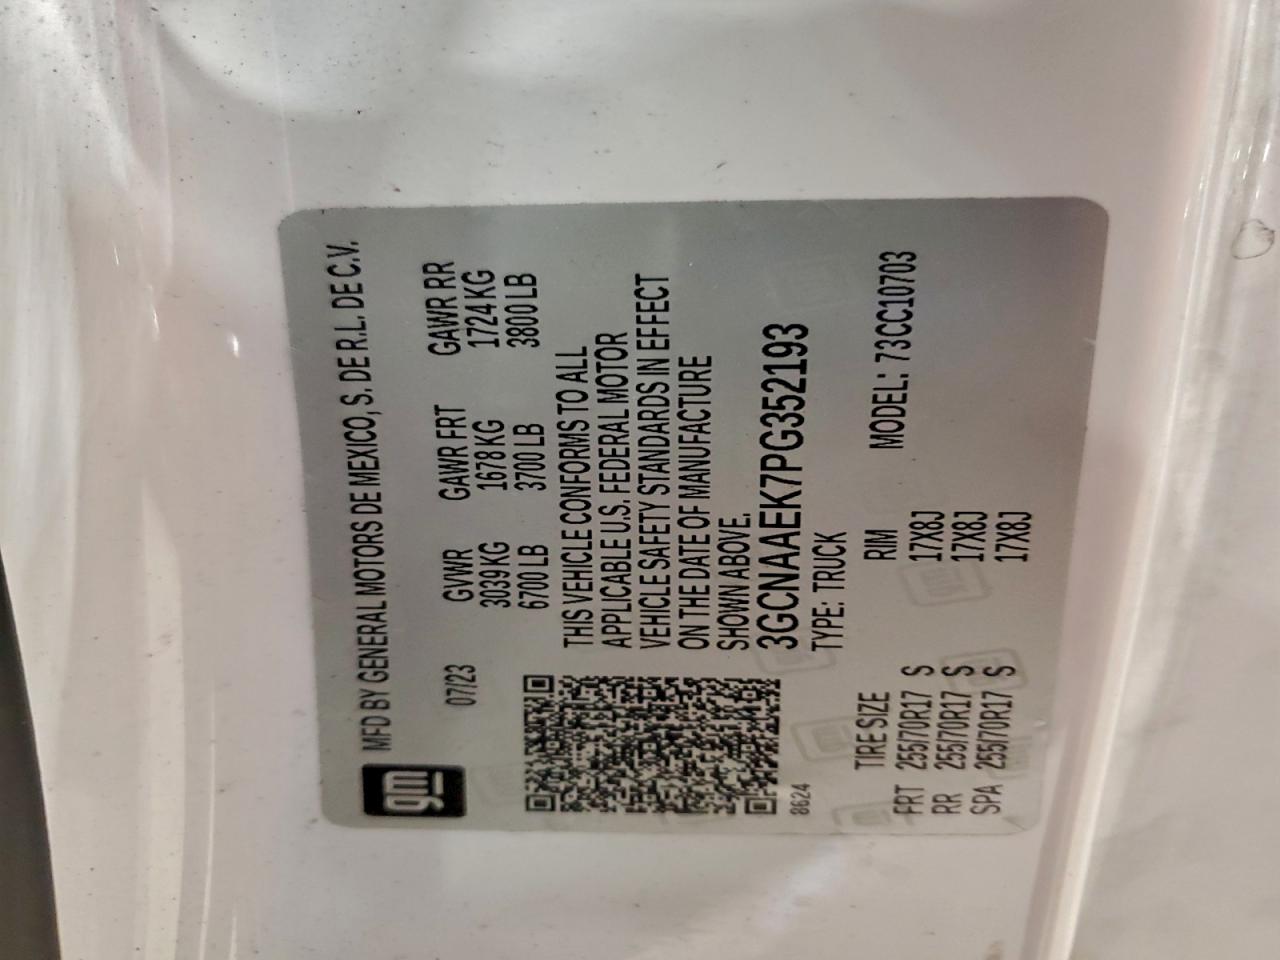 gm MFD BY GENERAL MOTORS DE MEXICO, S. DE R.L. DE C.V.
07/23 GVWR GAWR FRT GAWR RR
3039 KG 1678 KG 1724 KG
6700 LB 3700 LB 3800 LB
THIS VEHICLE CONFORMS TO ALL
APPLICABLE U.S. FEDERAL MOTOR
VEHICLE SAFETY STANDARDS IN EFFECT
ON THE DATE OF MANUFACTURE
SHOWN ABOVE.
3GCNAAEK7PG352193
8624 TYPE: TRUCK
TIRE SIZE RIM MODEL: 73CC10703
FRT 255/70R17 S 17X8J
RR 255/70R17 S 17X8J
SPA 255/70R17 S 17X8J